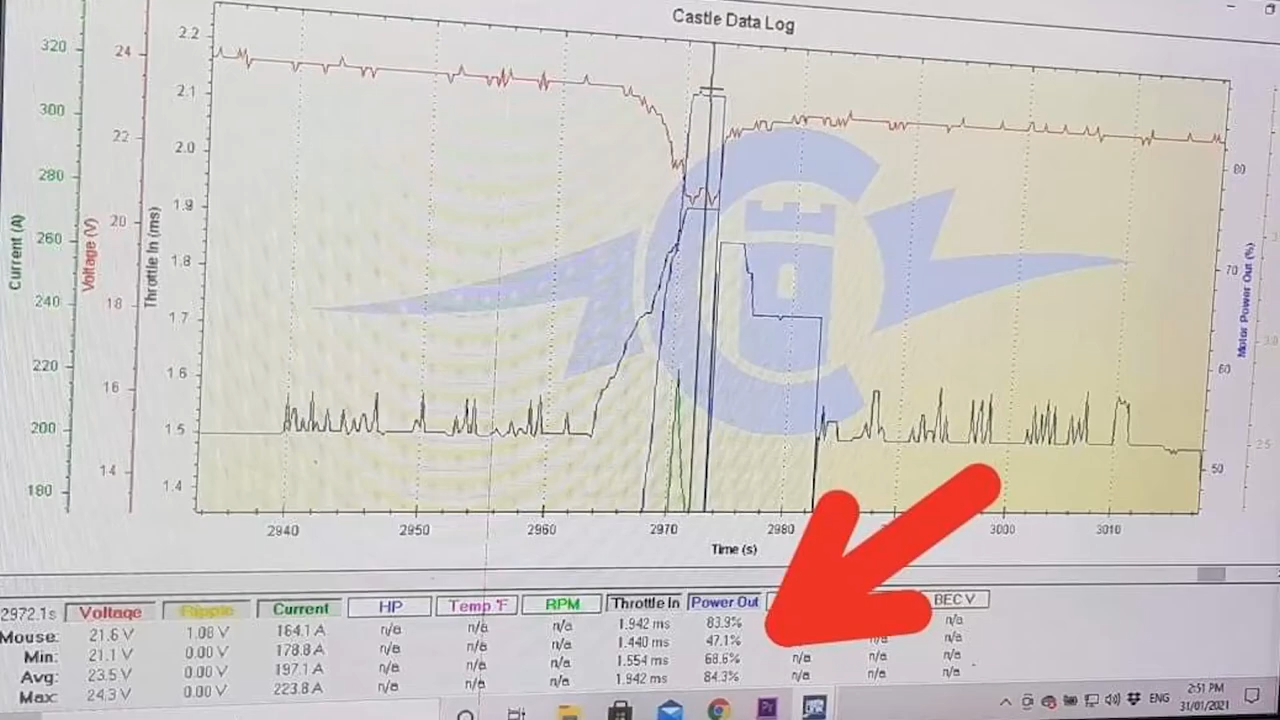 Castle Data Log
320
300
280
260
240
220
200
180
Current (A)
24
22
20
18
16
14
Voltage (V)
2.2
2.1
2.0
1.9
1.8
1.7
1.6
1.5
1.4
Throttle In (ms)
80
70
60
50
Motor Power Out (%)
3.0
2.5
2940 2950 2960 2970 2980 3000 3010
Time (s)
2972.1s Voltage Ripple Current HP Temp °F RPM Throttle In Power Out BEC V
Mouse: 21.6 V 1.08 V 164.1 A n/a n/a n/a 1.942 ms 83.9% n/a
Min: 21.1 V 0.00 V 178.8 A n/a n/a n/a 1.440 ms 47.1% n/a n/a
Avg: 23.5 V 0.00 V 197.1 A n/a n/a n/a 1.554 ms 68.6% n/a n/a n/a
Max: 24.3 V 0.00 V 223.8 A n/a n/a n/a 1.942 ms 84.3% n/a n/a n/a
Pr
ENG
2:51 PM
31/01/2021